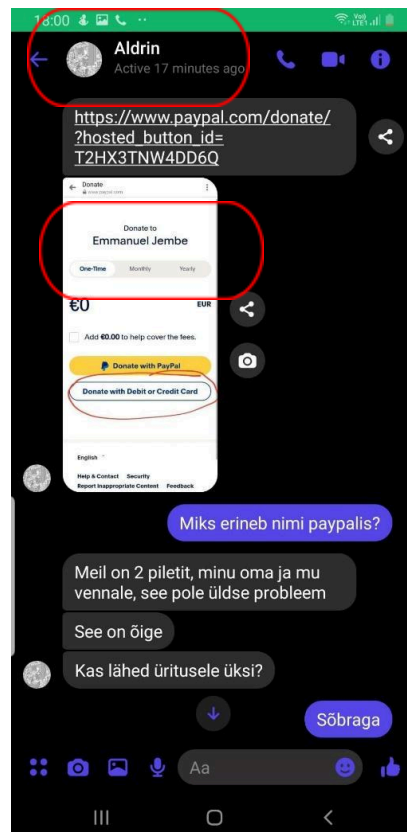 18:00
Aldrin
Active 17 minutes ago
https://www.paypal.com/donate/
?hosted_button_id=
T2HX3TNW4DD6Q
Donate
Donate to
Emmanuel Jembe
One-Time Monthly Yearly
€0 EUR
Add €0.00 to help cover the fees.
Donate with PayPal
Donate with Debit or Credit Card
English
Help & Contact Security
Report Inappropriate Content Feedback
Miks erineb nimi paypalis?
Meil on 2 piletit, minu oma ja mu
vennale, see pole üldse probleem
See on õige
Kas lähed üritusele üksi?
Sõbraga
Aa